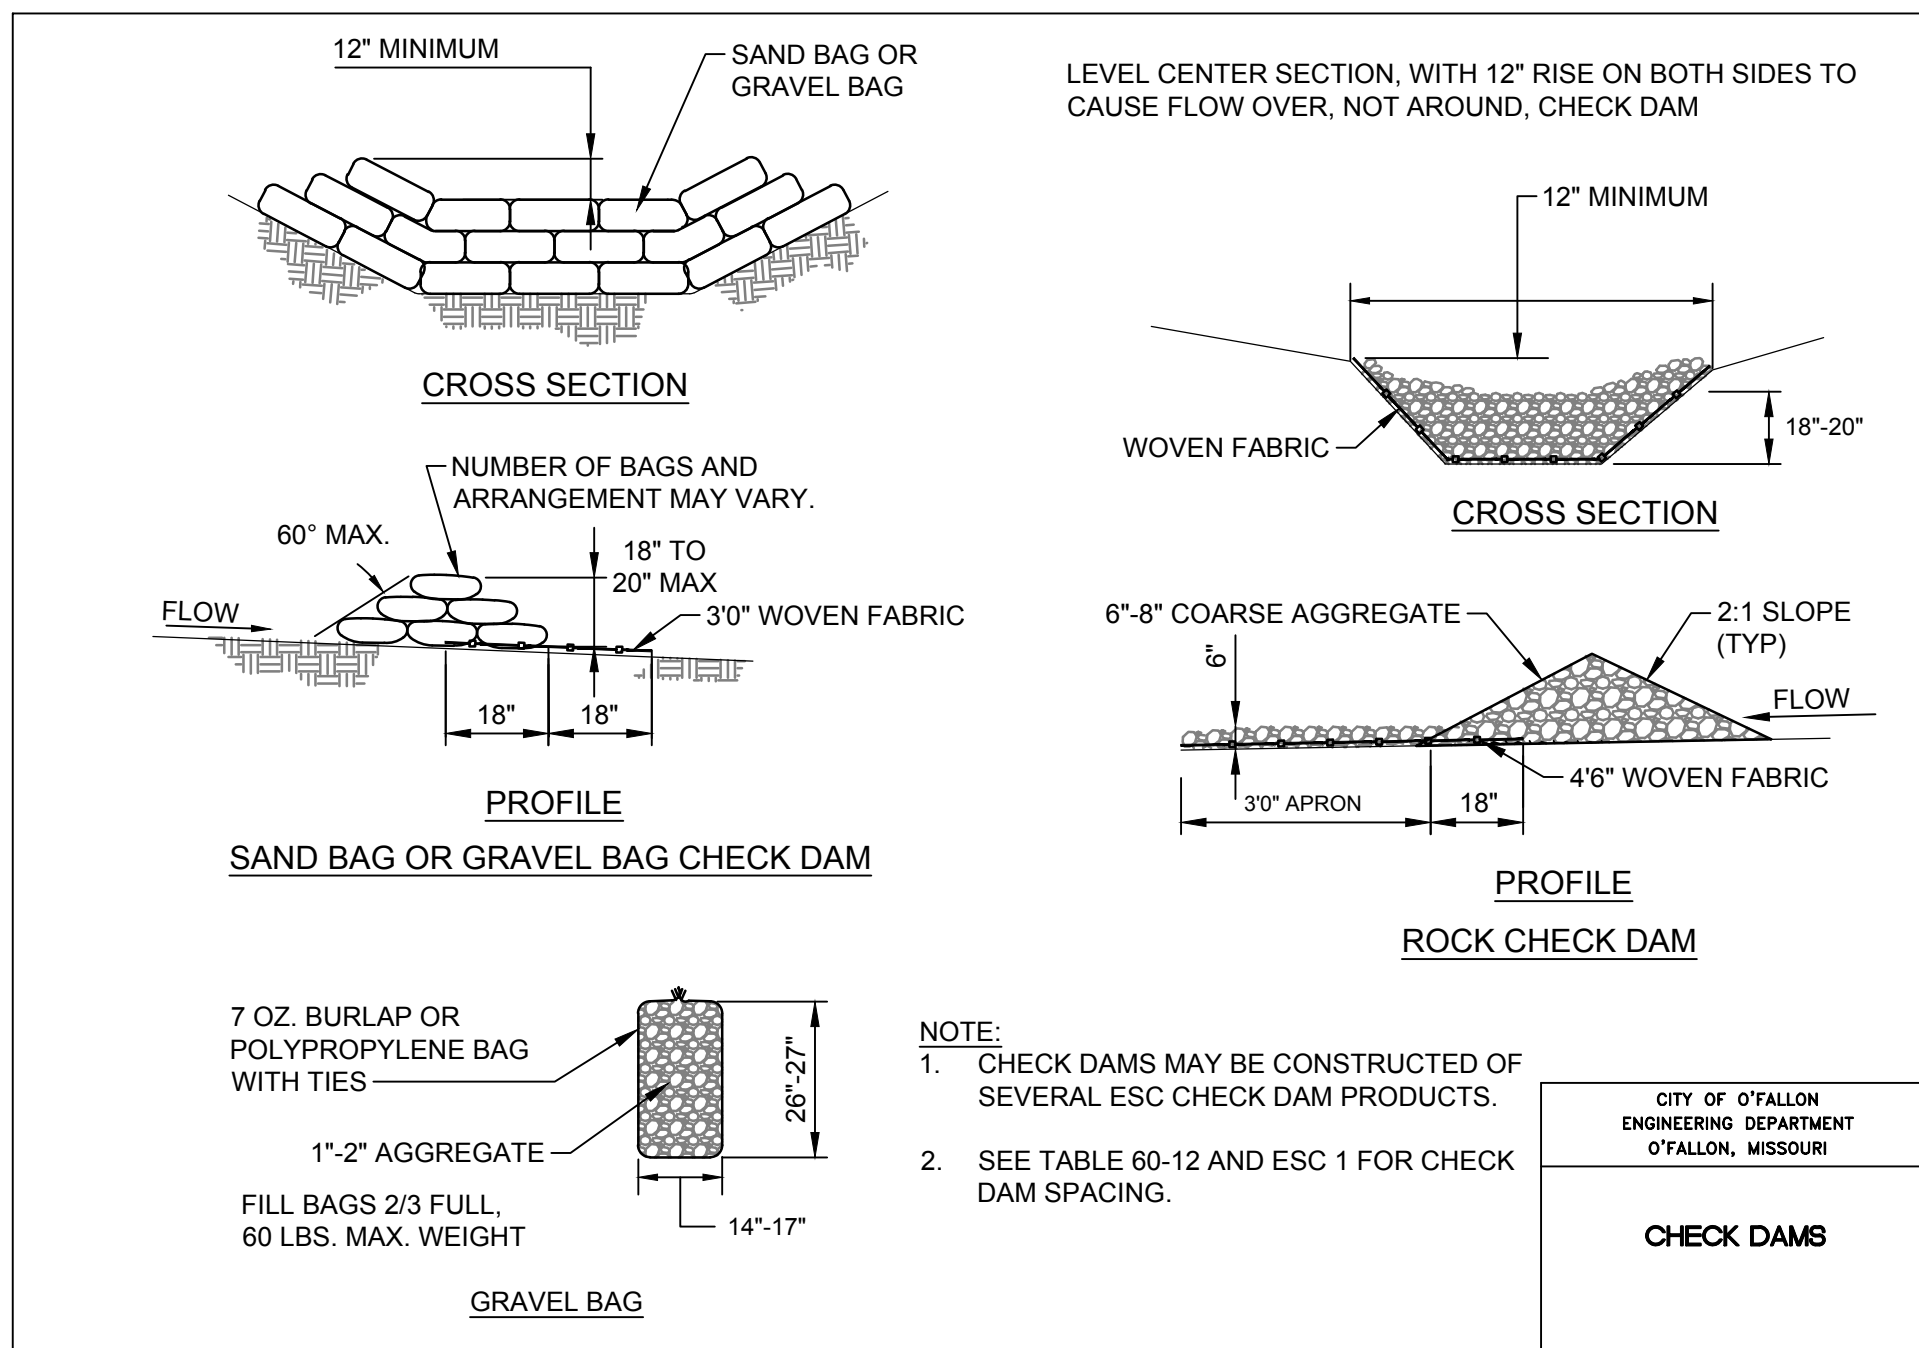 12" MINIMUM
SAND BAG OR
GRAVEL BAG
CROSS SECTION
NUMBER OF BAGS AND
ARRANGEMENT MAY VARY.
60° MAX.
18" TO
20" MAX
FLOW
3'0" WOVEN FABRIC
18"
18"
PROFILE
SAND BAG OR GRAVEL BAG CHECK DAM
LEVEL CENTER SECTION, WITH 12" RISE ON BOTH SIDES TO
CAUSE FLOW OVER, NOT AROUND, CHECK DAM
12" MINIMUM
WOVEN FABRIC
18"-20"
CROSS SECTION
6"-8" COARSE AGGREGATE
2:1 SLOPE
(TYP)
6"
FLOW
4'6" WOVEN FABRIC
3'0" APRON
18"
PROFILE
ROCK CHECK DAM
7 OZ. BURLAP OR
POLYPROPYLENE BAG
WITH TIES
26"-27"
1"-2" AGGREGATE
FILL BAGS 2/3 FULL,
60 LBS. MAX. WEIGHT
14"-17"
GRAVEL BAG
NOTE:
1. CHECK DAMS MAY BE CONSTRUCTED OF
SEVERAL ESC CHECK DAM PRODUCTS.
2. SEE TABLE 60-12 AND ESC 1 FOR CHECK
DAM SPACING.
CITY OF O'FALLON
ENGINEERING DEPARTMENT
O'FALLON, MISSOURI
CHECK DAMS